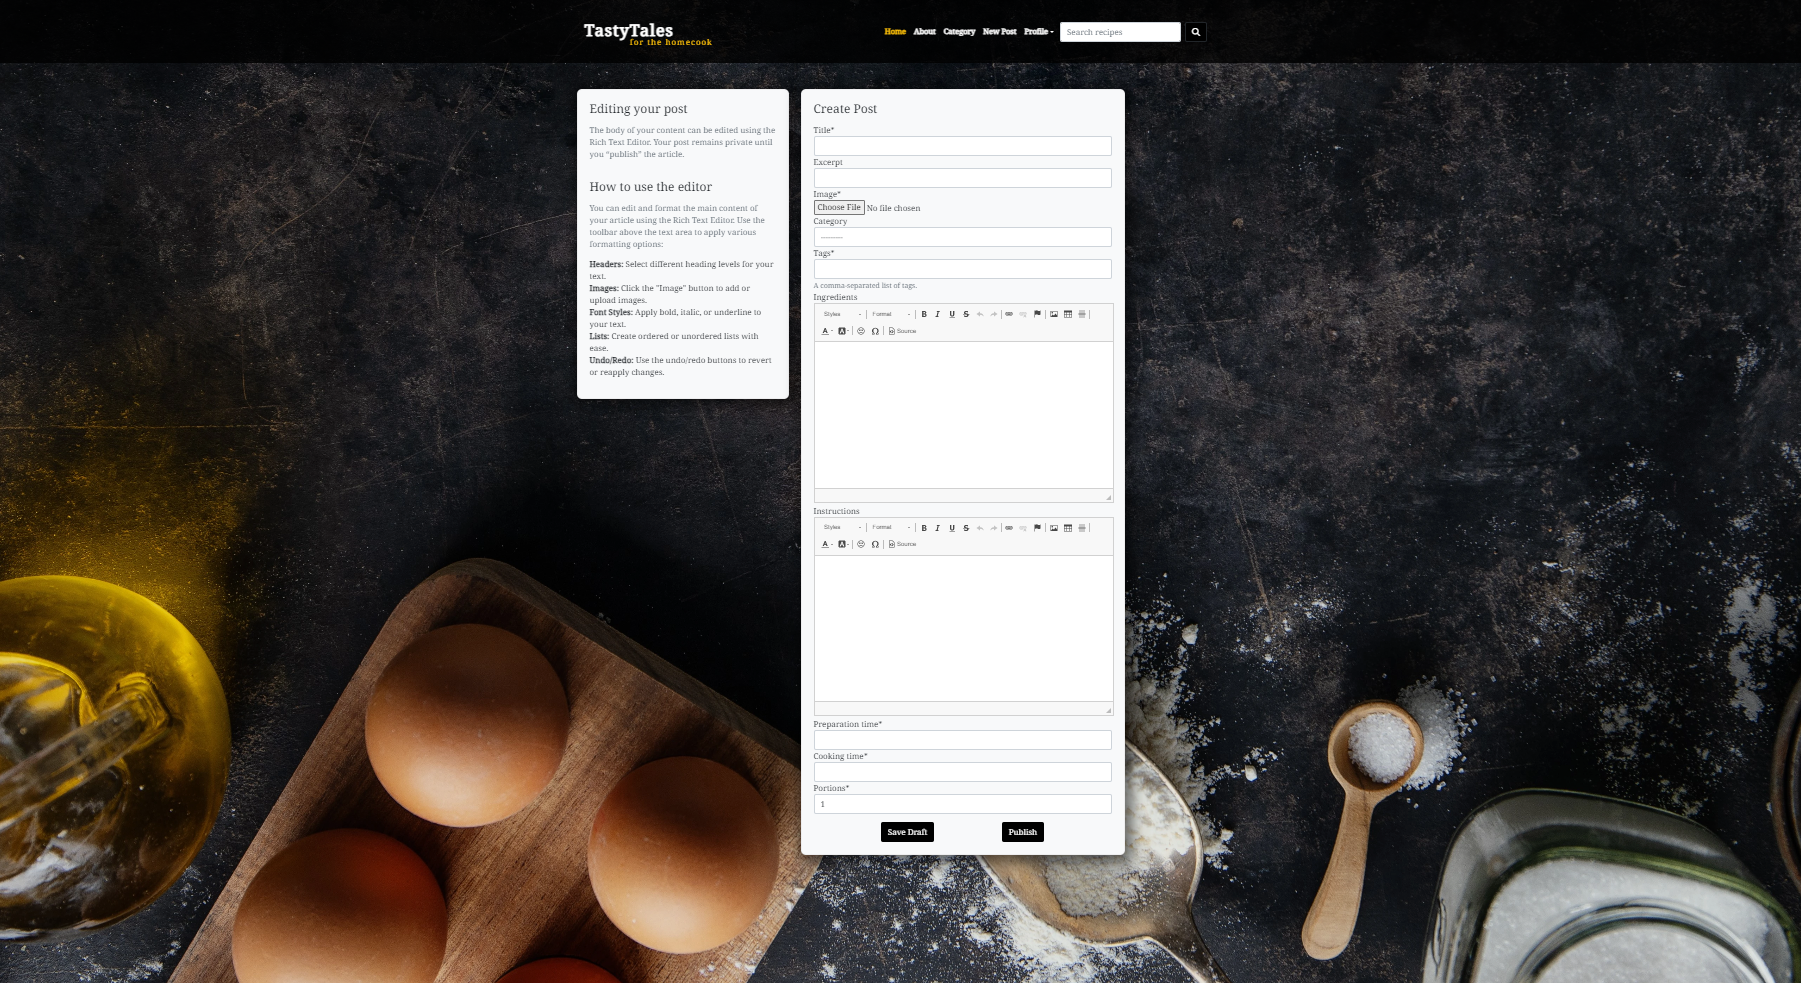 TastyTales
for the homecook
Home About Category New Post Profile Search recipes
Editing your post
The body of your content can be edited using the
Rich Text Editor. Your post remains private until
you “publish” the article.
How to use the editor
You can edit and format the main content of
your article using the Rich Text Editor. Use the
toolbar above the text area to apply various
formatting options:
Headers: Select different heading levels for your
text.
Images: Click the "Image" button to add or
upload images.
Font Styles: Apply bold, italic, or underline to
your text.
Lists: Create ordered or unordered lists with
ease.
Undo/Redo: Use the undo/redo buttons to revert
or reapply changes.
Create Post
Title*
Excerpt
Image*
Choose File No file chosen
Category
---------
Tags*
A comma-separated list of tags.
Ingredients
Styles Format B I U S
A A Ω Source
Instructions
Styles Format B I U S
A A Ω Source
Preparation time*
Cooking time*
Portions*
1
Save Draft Publish